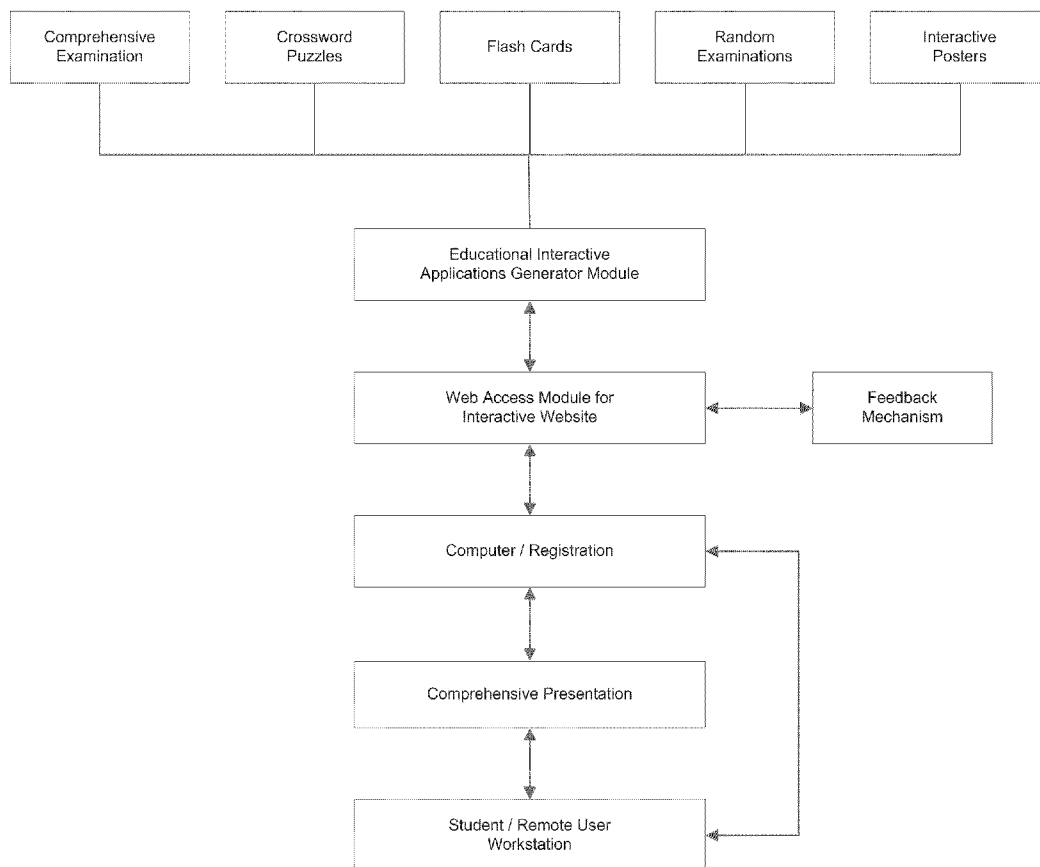 Comprehensive
Examination
Crossword
Puzzles
Flash Cards
Random
Examinations
Interactive
Posters
Educational Interactive
Applications Generator Module
Web Access Module for
Interactive Website
Feedback
Mechanism
Computer / Registration
Comprehensive Presentation
Student / Remote User
Workstation